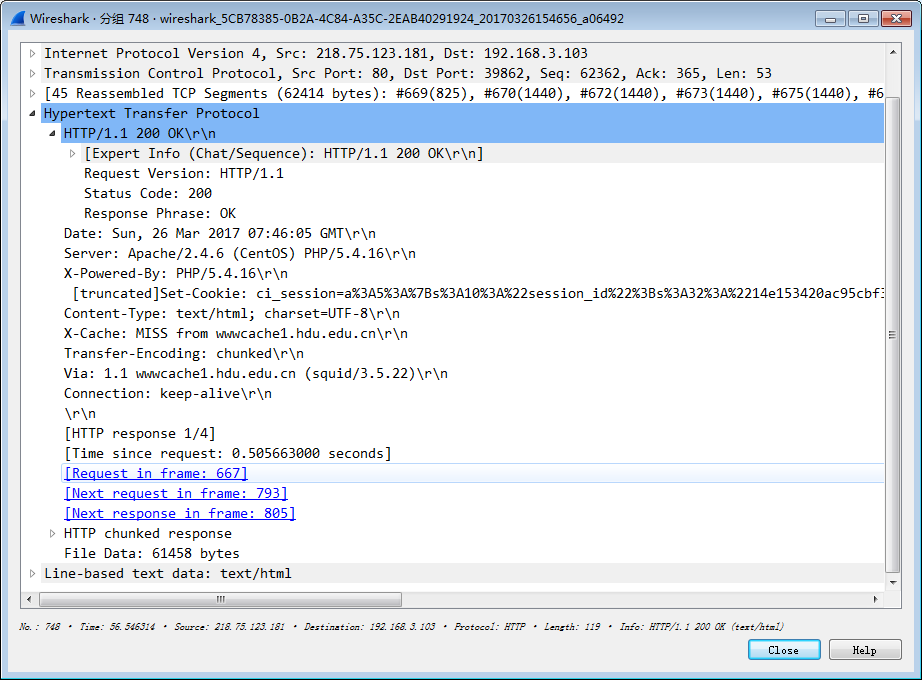 Wireshark · 分组 748 · wireshark_5CB78385-0B2A-4C84-A35C-2EAB40291924_20170326154656_a06492
Internet Protocol Version 4, Src: 218.75.123.181, Dst: 192.168.3.103
Transmission Control Protocol, Src Port: 80, Dst Port: 39862, Seq: 62362, Ack: 365, Len: 53
[45 Reassembled TCP Segments (62414 bytes): #669(825), #670(1440), #672(1440), #673(1440), #675(1440), #6
Hypertext Transfer Protocol
HTTP/1.1 200 OK\r\n
[Expert Info (Chat/Sequence): HTTP/1.1 200 OK\r\n]
Request Version: HTTP/1.1
Status Code: 200
Response Phrase: OK
Date: Sun, 26 Mar 2017 07:46:05 GMT\r\n
Server: Apache/2.4.6 (CentOS) PHP/5.4.16\r\n
X-Powered-By: PHP/5.4.16\r\n
[truncated]Set-Cookie: ci_session=a%3A5%3A%7Bs%3A10%3A%22session_id%22%3Bs%3A32%3A%2214e153420ac95cbf3
Content-Type: text/html; charset=UTF-8\r\n
X-Cache: MISS from wwwcache1.hdu.edu.cn\r\n
Transfer-Encoding: chunked\r\n
Via: 1.1 wwwcache1.hdu.edu.cn (squid/3.5.22)\r\n
Connection: keep-alive\r\n
\r\n
[HTTP response 1/4]
[Time since request: 0.505663000 seconds]
[Request in frame: 667]
[Next request in frame: 793]
[Next response in frame: 805]
HTTP chunked response
File Data: 61458 bytes
Line-based text data: text/html
No.: 748 · Time: 56.546314 · Source: 218.75.123.181 · Destination: 192.168.3.103 · Protocol: HTTP · Length: 119 · Info: HTTP/1.1 200 OK (text/html)
Close Help